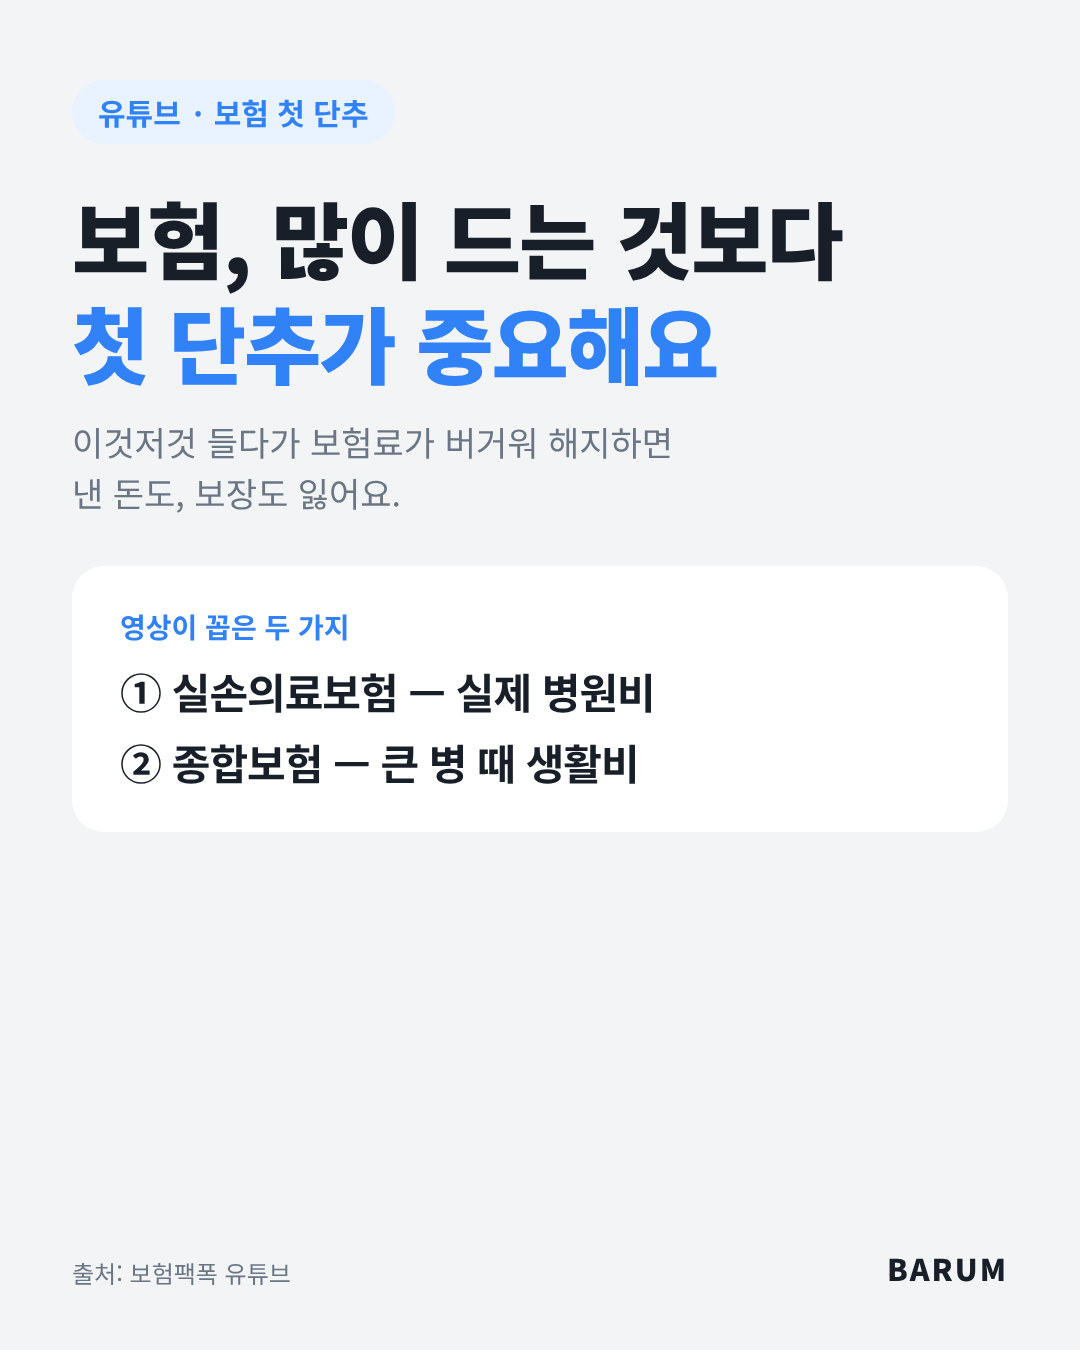 유튜브 · 보험 첫 단추
보험, 많이 드는 것보다
첫 단추가 중요해요
이것저것 들다가 보험료가 버거워 해지하면
낸 돈도, 보장도 잃어요.
영상이 꼽은 두 가지
① 실손의료보험 — 실제 병원비
② 종합보험 — 큰 병 때 생활비
출처: 보험팩폭 유튜브
BARUM